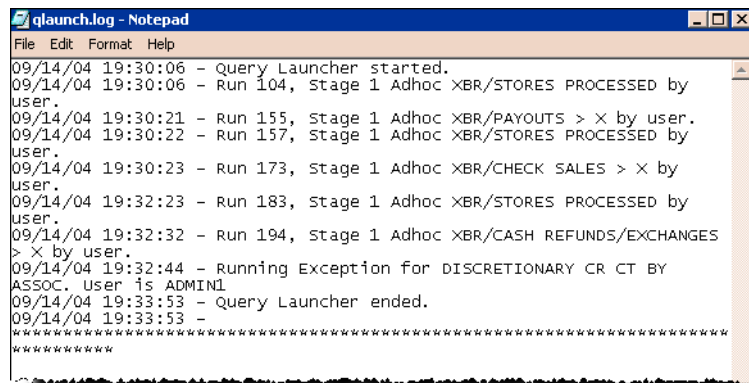 qlaunch.log - Notepad
File Edit Format Help
09/14/04 19:30:06 - Query Launcher started.
09/14/04 19:30:06 - Run 104, Stage 1 Adhoc XBR/STORES PROCESSED by
user.
09/14/04 19:30:21 - Run 155, Stage 1 Adhoc XBR/PAYOUTS > X by user.
09/14/04 19:30:22 - Run 157, Stage 1 Adhoc XBR/STORES PROCESSED by
user.
09/14/04 19:30:23 - Run 173, Stage 1 Adhoc XBR/CHECK SALES > X by
user.
09/14/04 19:32:23 - Run 183, Stage 1 Adhoc XBR/STORES PROCESSED by
user.
09/14/04 19:32:32 - Run 194, Stage 1 Adhoc XBR/CASH REFUNDS/EXCHANGES
> X by user.
09/14/04 19:32:44 - Running Exception for DISCRETIONARY CR CT BY
ASSOC. User is ADMIN1
09/14/04 19:33:53 - Query Launcher ended.
09/14/04 19:33:53 -
**********************************************************************
**********